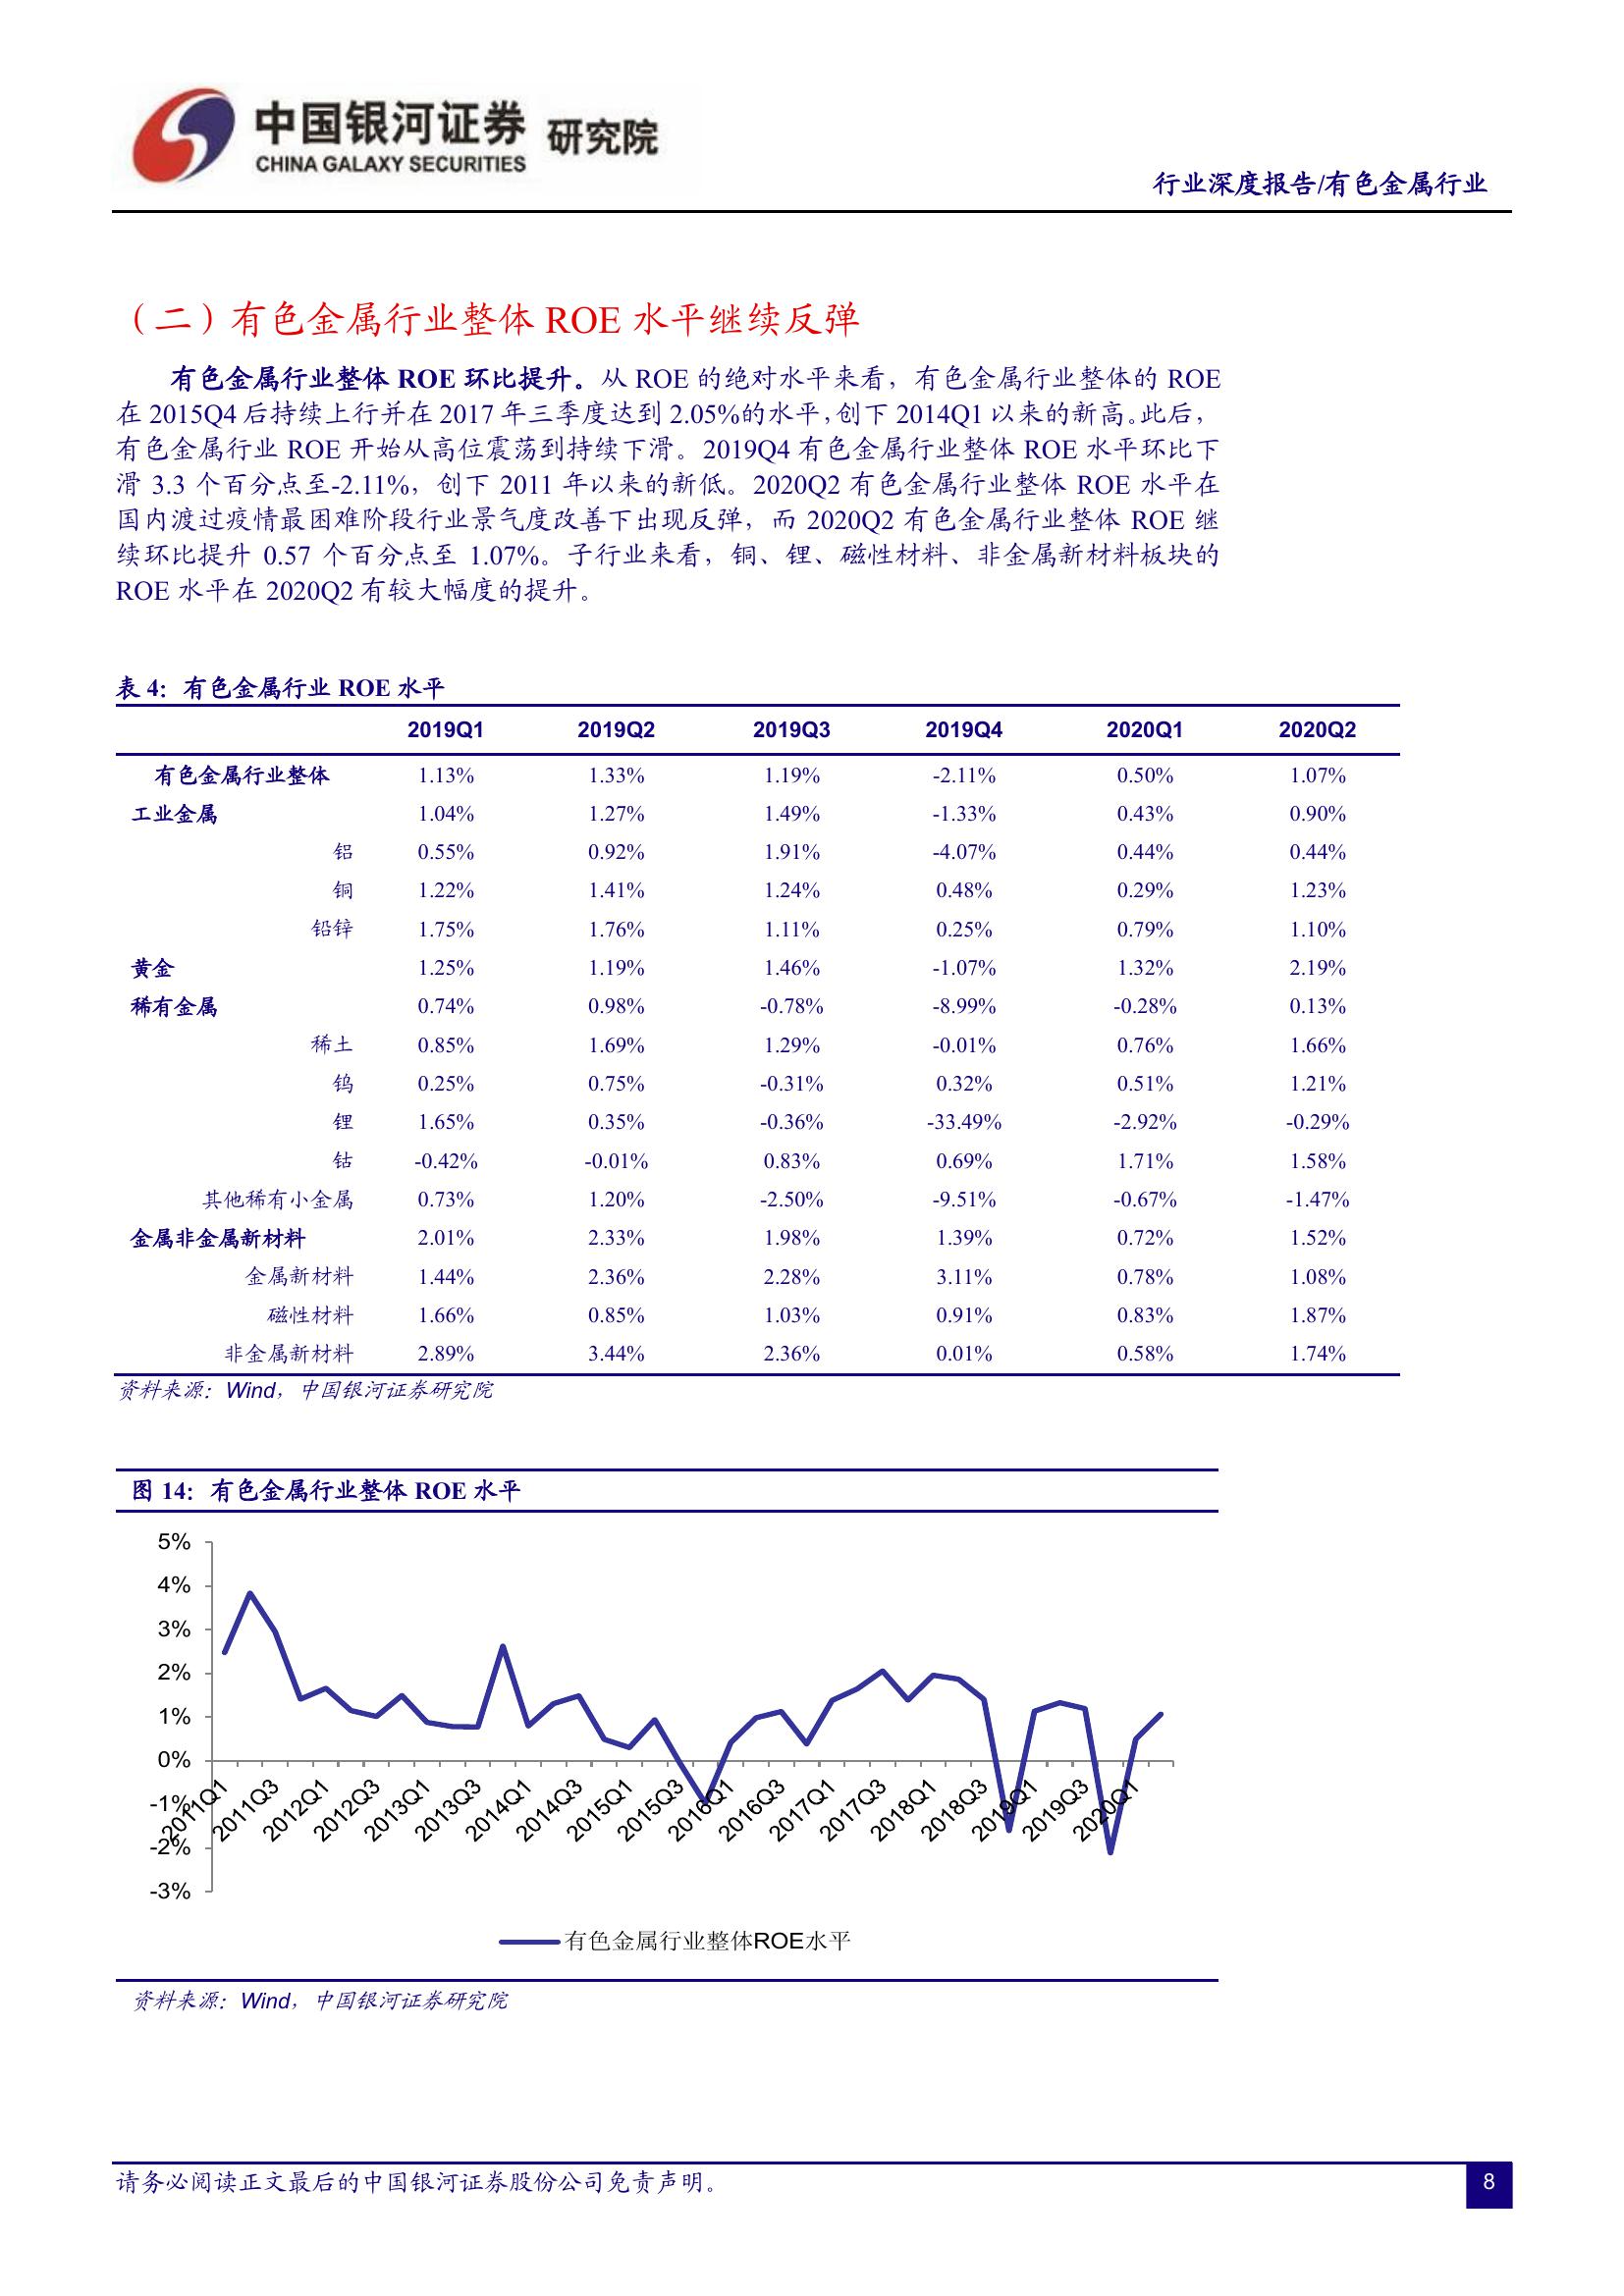 中国银河证券 研究院
CHINA GALAXY SECURITIES
行业深度报告/有色金属行业
（二）有色金属行业整体 ROE 水平继续反弹
有色金属行业整体 ROE 环比提升。从 ROE 的绝对水平来看，有色金属行业整体的 ROE
在 2015Q4 后持续上行并在 2017 年三季度达到 2.05%的水平，创下 2014Q1 以来的新高。此后，
有色金属行业 ROE 开始从高位震荡到持续下滑。2019Q4 有色金属行业整体 ROE 水平环比下
滑 3.3 个百分点至-2.11%，创下 2011 年以来的新低。2020Q2 有色金属行业整体 ROE 水平在
国内渡过疫情最困难阶段行业景气度改善下出现反弹，而 2020Q2 有色金属行业整体 ROE 继
续环比提升 0.57 个百分点至 1.07%。子行业来看，铜、锂、磁性材料、非金属新材料板块的
ROE 水平在 2020Q2 有较大幅度的提升。
表 4：有色金属行业 ROE 水平
2019Q1 2019Q2 2019Q3 2019Q4 2020Q1 2020Q2
有色金属行业整体 1.13% 1.33% 1.19% -2.11% 0.50% 1.07%
工业金属 1.04% 1.27% 1.49% -1.33% 0.43% 0.90%
铝 0.55% 0.92% 1.91% -4.07% 0.44% 0.44%
铜 1.22% 1.41% 1.24% 0.48% 0.29% 1.23%
铅锌 1.75% 1.76% 1.11% 0.25% 0.79% 1.10%
黄金 1.25% 1.19% 1.46% -1.07% 1.32% 2.19%
稀有金属 0.74% 0.98% -0.78% -8.99% -0.28% 0.13%
稀土 0.85% 1.69% 1.29% -0.01% 0.76% 1.66%
钨 0.25% 0.75% -0.31% 0.32% 0.51% 1.21%
锂 1.65% 0.35% -0.36% -33.49% -2.92% -0.29%
钴 -0.42% -0.01% 0.83% 0.69% 1.71% 1.58%
其他稀有小金属 0.73% 1.20% -2.50% -9.51% -0.67% -1.47%
金属非金属新材料 2.01% 2.33% 1.98% 1.39% 0.72% 1.52%
金属新材料 1.44% 2.36% 2.28% 3.11% 0.78% 1.08%
磁性材料 1.66% 0.85% 1.03% 0.91% 0.83% 1.87%
非金属新材料 2.89% 3.44% 2.36% 0.01% 0.58% 1.74%
资料来源：Wind，中国银河证券研究院
图 14：有色金属行业整体 ROE 水平
5%
4%
3%
2%
1%
0%
-1%
-2%
-3%
2011Q1 2011Q3 2012Q1 2012Q3 2013Q1 2013Q3 2014Q1 2014Q3 2015Q1 2015Q3 2016Q1 2016Q3 2017Q1 2017Q3 2018Q1 2018Q3 2019Q1 2019Q3 2020Q1
有色金属行业整体ROE水平
资料来源：Wind，中国银河证券研究院
请务必阅读正文最后的中国银河证券股份公司免责声明。
8